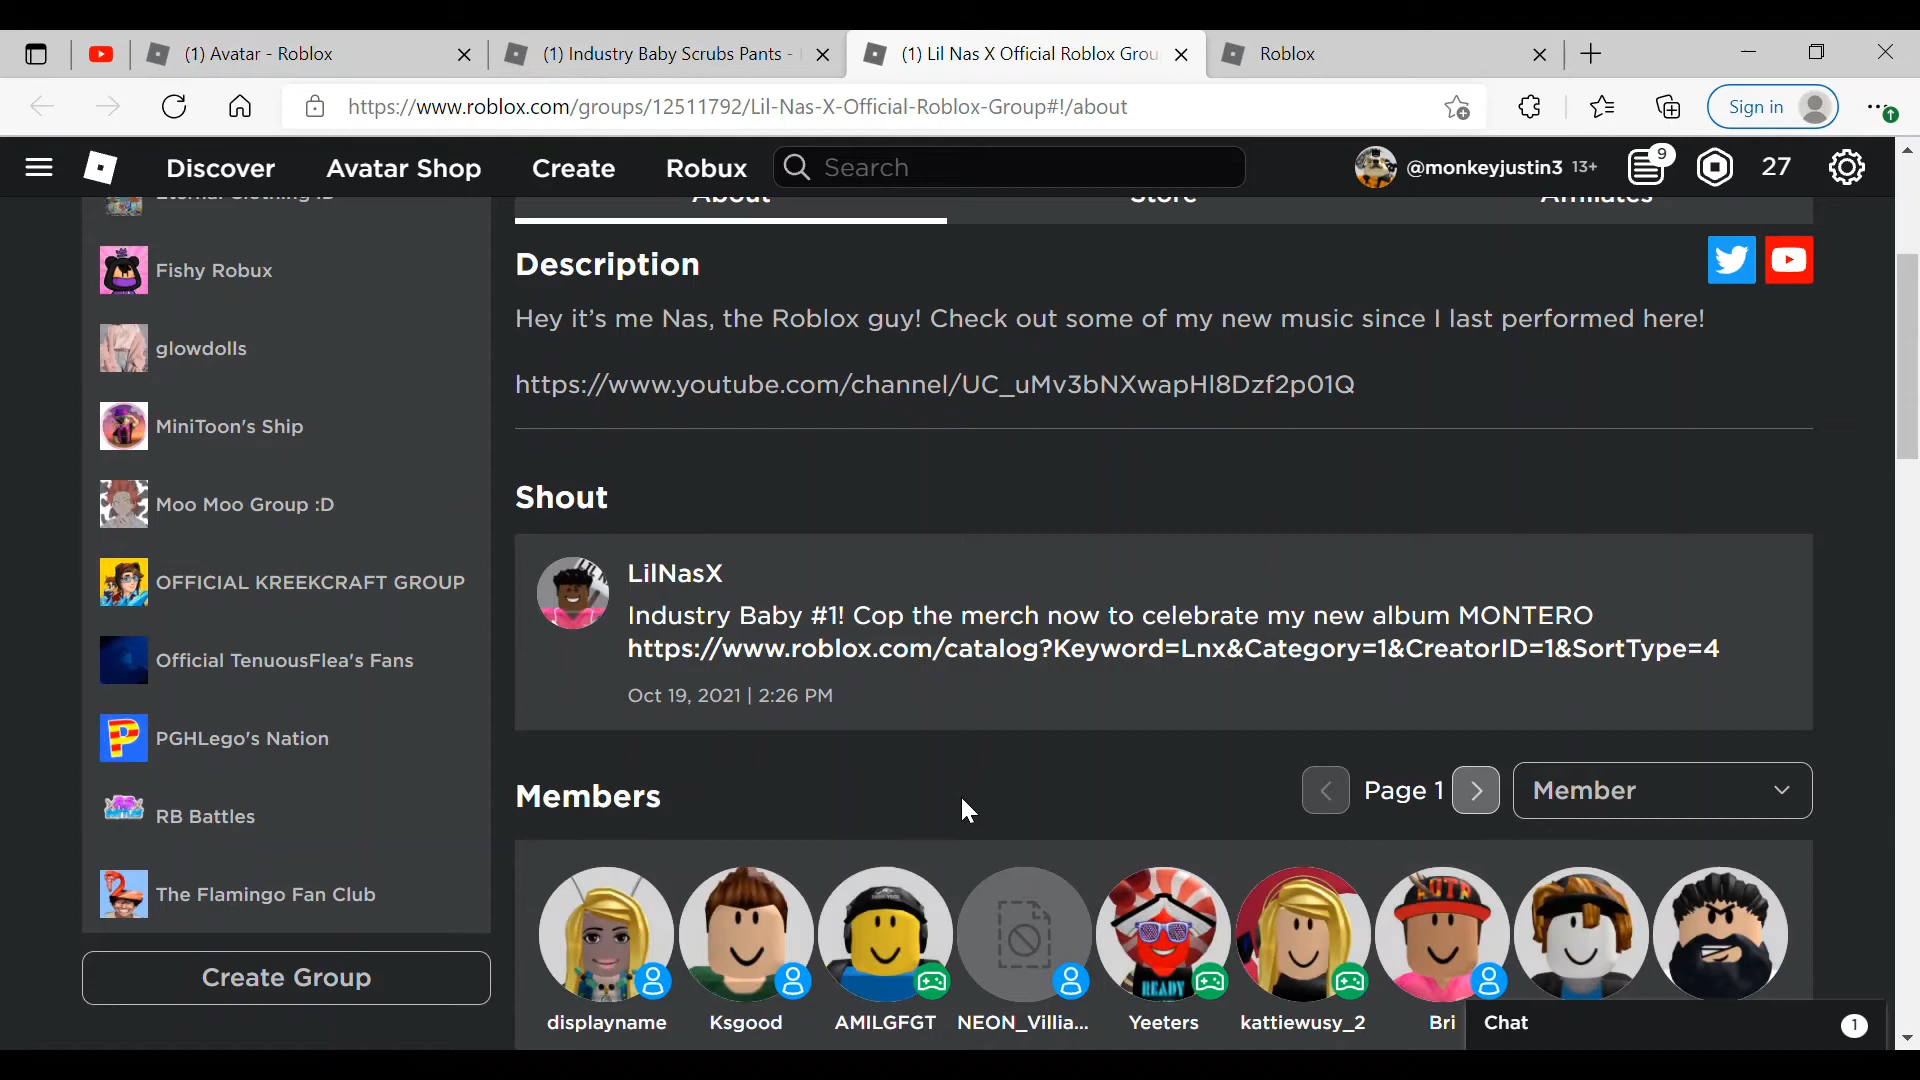 (1) Avatar - Roblox
(1) Industry Baby Scrubs Pants -
(1) Lil Nas X Official Roblox Grou
Roblox
https://www.roblox.com/groups/12511792/Lil-Nas-X-Official-Roblox-Group#!/about
Sign in
Discover
Avatar Shop
Create
Robux
Search
@monkeyjustin3 13+
9
27
Eternal Clothing :D
Fishy Robux
glowdolls
MiniToon's Ship
Moo Moo Group :D
OFFICIAL KREEKCRAFT GROUP
Official TenuousFlea's Fans
PGHLego's Nation
RB Battles
The Flamingo Fan Club
Create Group
About
Store
Affiliates
Description
Hey it’s me Nas, the Roblox guy! Check out some of my new music since I last performed here!
https://www.youtube.com/channel/UC_uMv3bNXwapHl8Dzf2p01Q
Shout
LilNasX
Industry Baby #1! Cop the merch now to celebrate my new album MONTERO
https://www.roblox.com/catalog?Keyword=Lnx&Category=1&CreatorID=1&SortType=4
Oct 19, 2021 | 2:26 PM
Members
Page 1
Member
READY
displayname
Ksgood
AMILGFGT
NEON_Villia...
Yeeters
kattiewusy_2
Bri
Chat
1